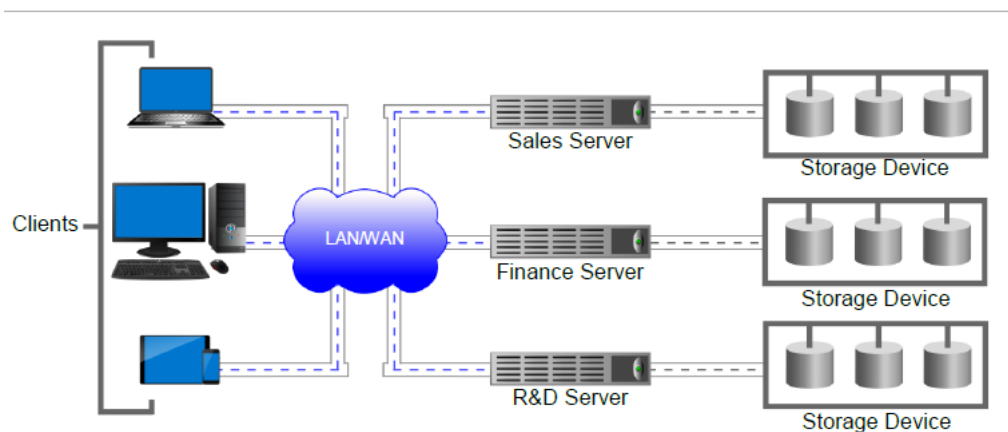 Clients
LAN/WAN
Sales Server
Storage Device
Finance Server
Storage Device
R&D Server
Storage Device